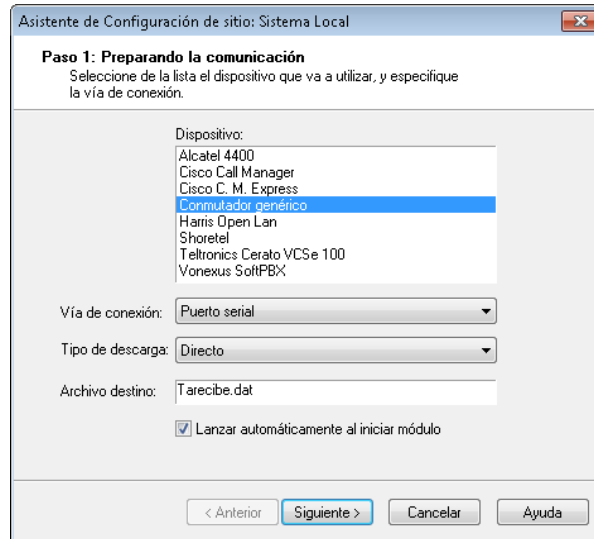 Asistente de Configuración de sitio: Sistema Local
Paso 1: Preparando la comunicación
Seleccione de la lista el dispositivo que va a utilizar, y especifique
la vía de conexión.
Dispositivo:
Alcatel 4400
Cisco Call Manager
Cisco C. M. Express
Conmutador genérico
Harris Open Lan
Shoretel
Teltronics Cerato VCSe 100
Vonexus SoftPBX
Vía de conexión: Puerto serial
Tipo de descarga: Directo
Archivo destino: Tarecibe.dat
Lanzar automáticamente al iniciar módulo
< Anterior Siguiente > Cancelar Ayuda